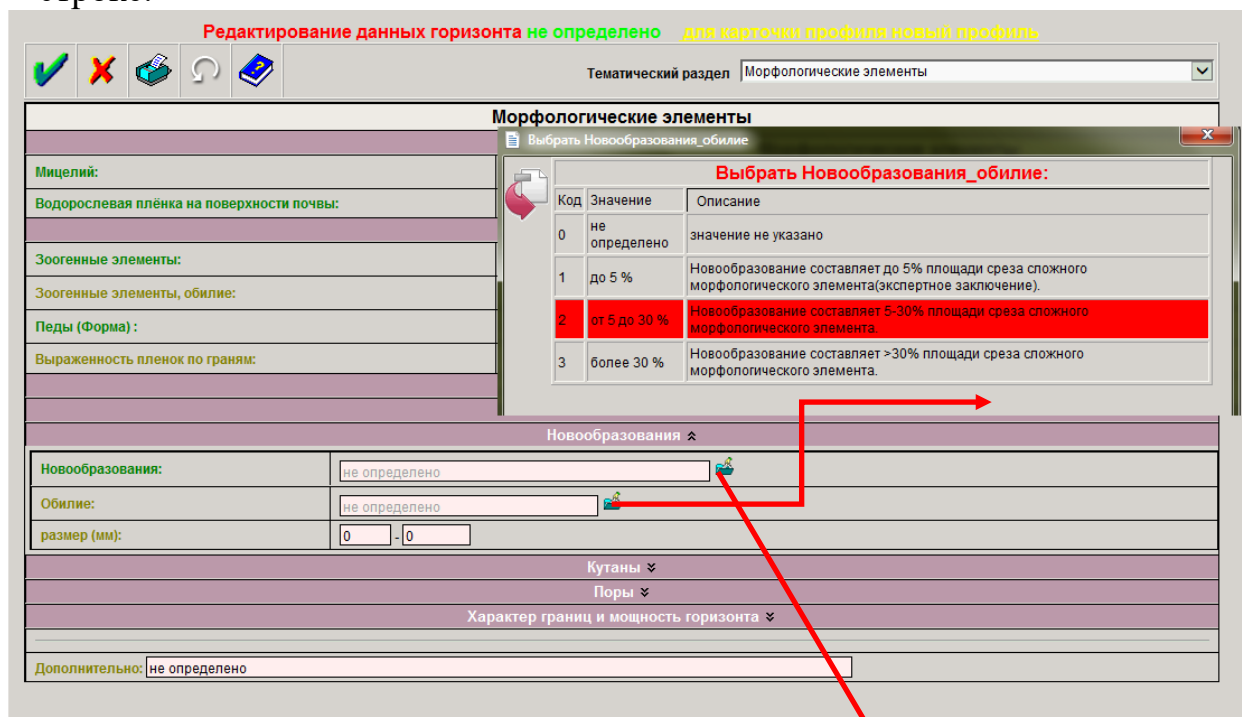 Редактирование данных горизонта не определено для карточки профиля новый профиль
Тематический раздел Морфологические элементы
Морфологические элементы
Выбрать Новообразования_обилие
Выбрать Новообразования_обилие:
Код Значение Описание
0 не определено значение не указано
1 до 5 % Новообразование составляет до 5% площади среза сложного
морфологического элемента(экспертное заключение).
2 от 5 до 30 % Новообразование составляет 5-30% площади среза сложного
морфологического элемента.
3 более 30 % Новообразование составляет >30% площади среза сложного
морфологического элемента.
Мицелий:
Водорослевая плёнка на поверхности почвы:
Зоогенные элементы:
Зоогенные элементы, обилие:
Педы (Форма) :
Выраженность пленок по граням:
Новообразования
Новообразования: не определено
Обилие: не определено
размер (мм): 0 - 0
Кутаны
Поры
Характер границ и мощность горизонта
Дополнительно: не определено